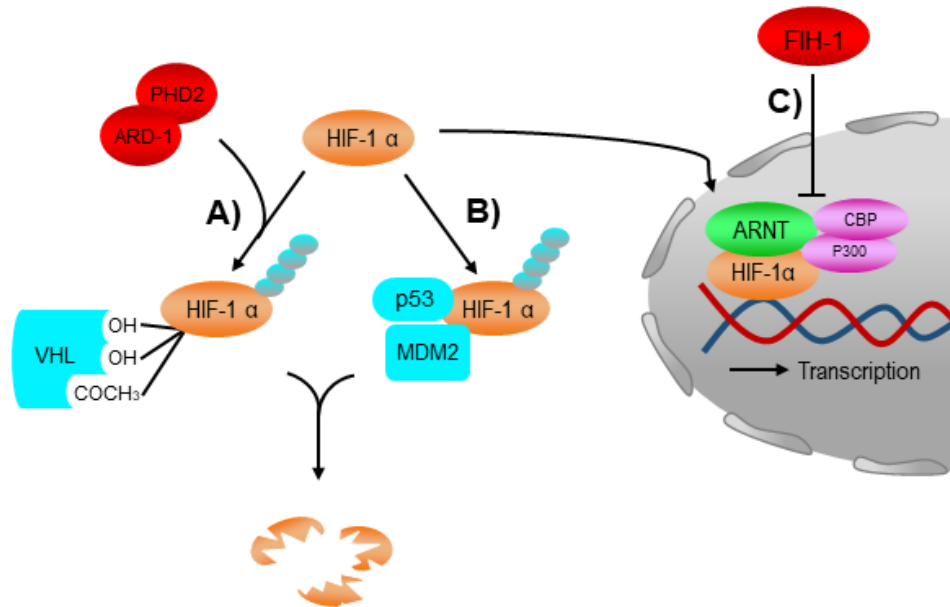 FIH-1
PHD2
ARD-1
HIF-1 α
C)
A)
B)
ARNT
CBP
P300
HIF-1α
p53
HIF-1 α
HIF-1 α
MDM2
VHL
OH
OH
COCH3
Transcription